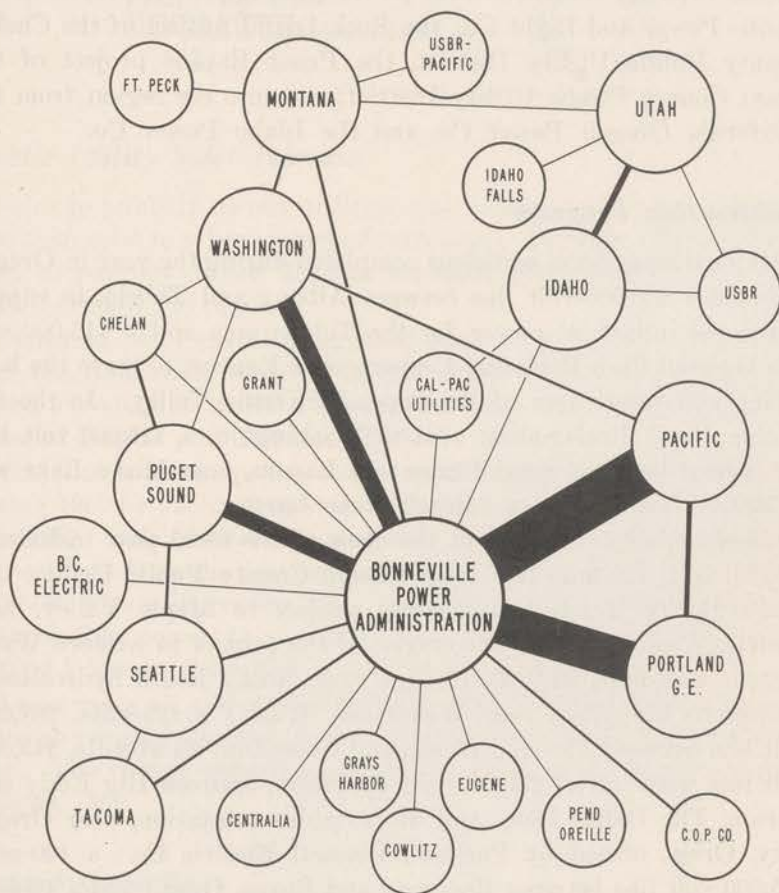 FT. PECK
MONTANA
USBR-
PACIFIC
UTAH
IDAHO
FALLS
WASHINGTON
IDAHO
USBR
CHELAN
GRANT
CAL-PAC
UTILITIES
PACIFIC
PUGET
SOUND
B.C.
ELECTRIC
BONNEVILLE
POWER
ADMINISTRATION
SEATTLE
PORTLAND
G.E.
TACOMA
CENTRALIA
GRAYS
HARBOR
COWLITZ
EUGENE
PEND
OREILLE
C.O.P. CO.